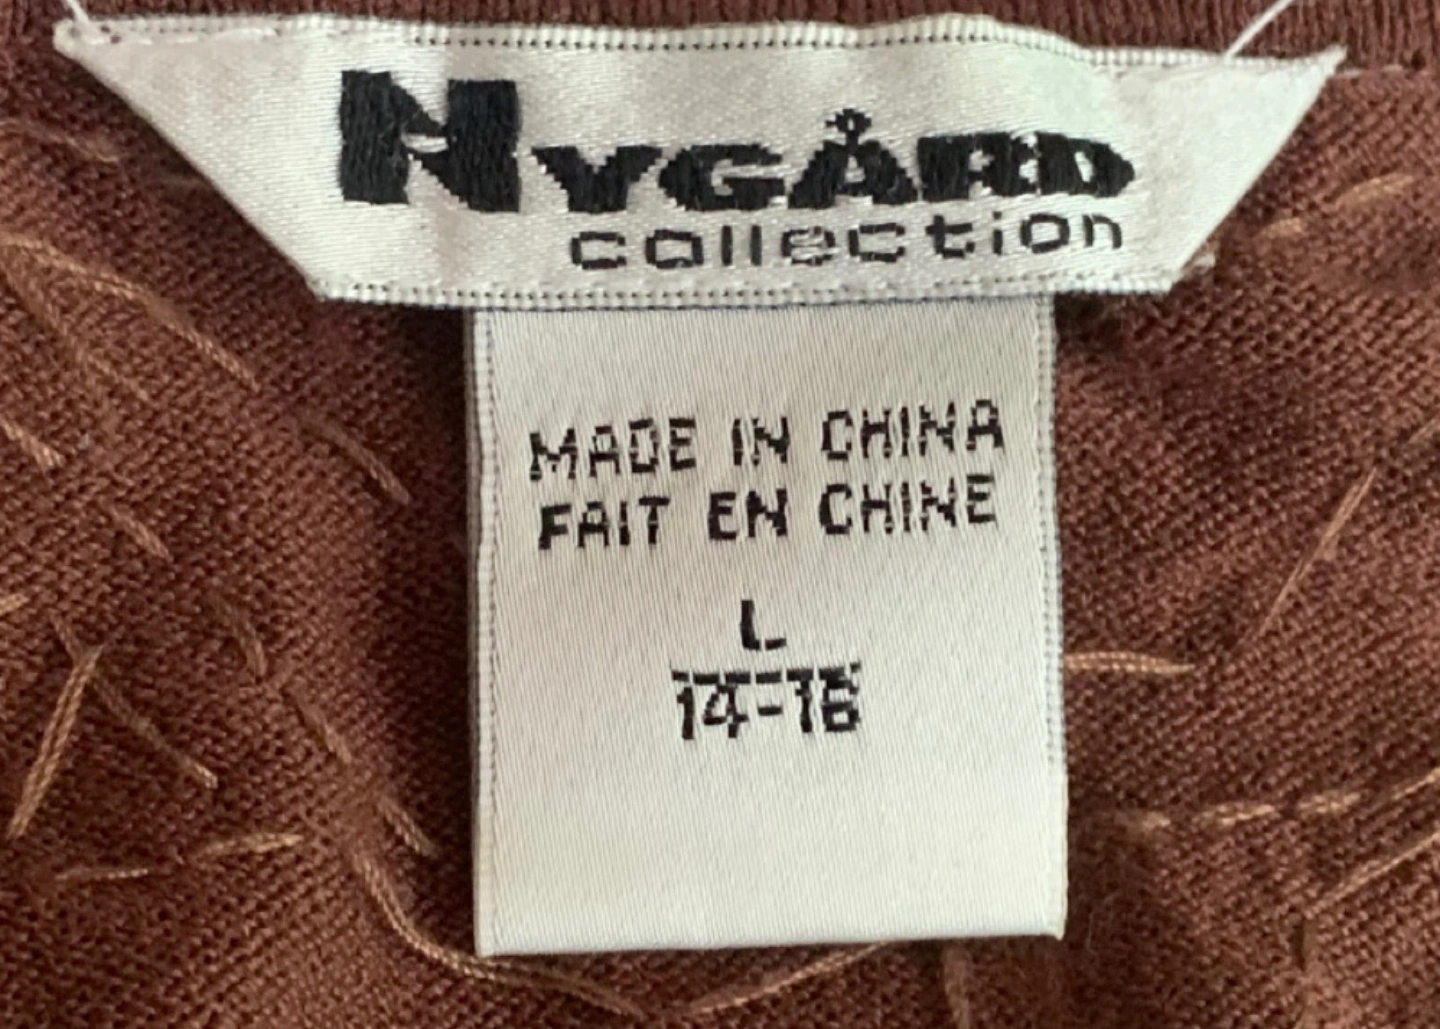 NYGÅRD
collection
MADE IN CHINA
FAIT EN CHINE
L
14-16